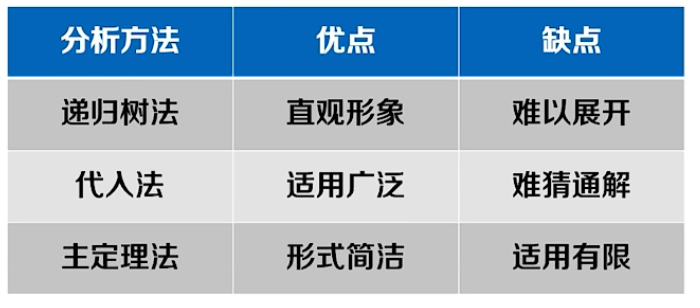 分析方法 优点 缺点
递归树法 直观形象 难以展开
代入法 适用广泛 难猜通解
主定理法 形式简洁 适用有限